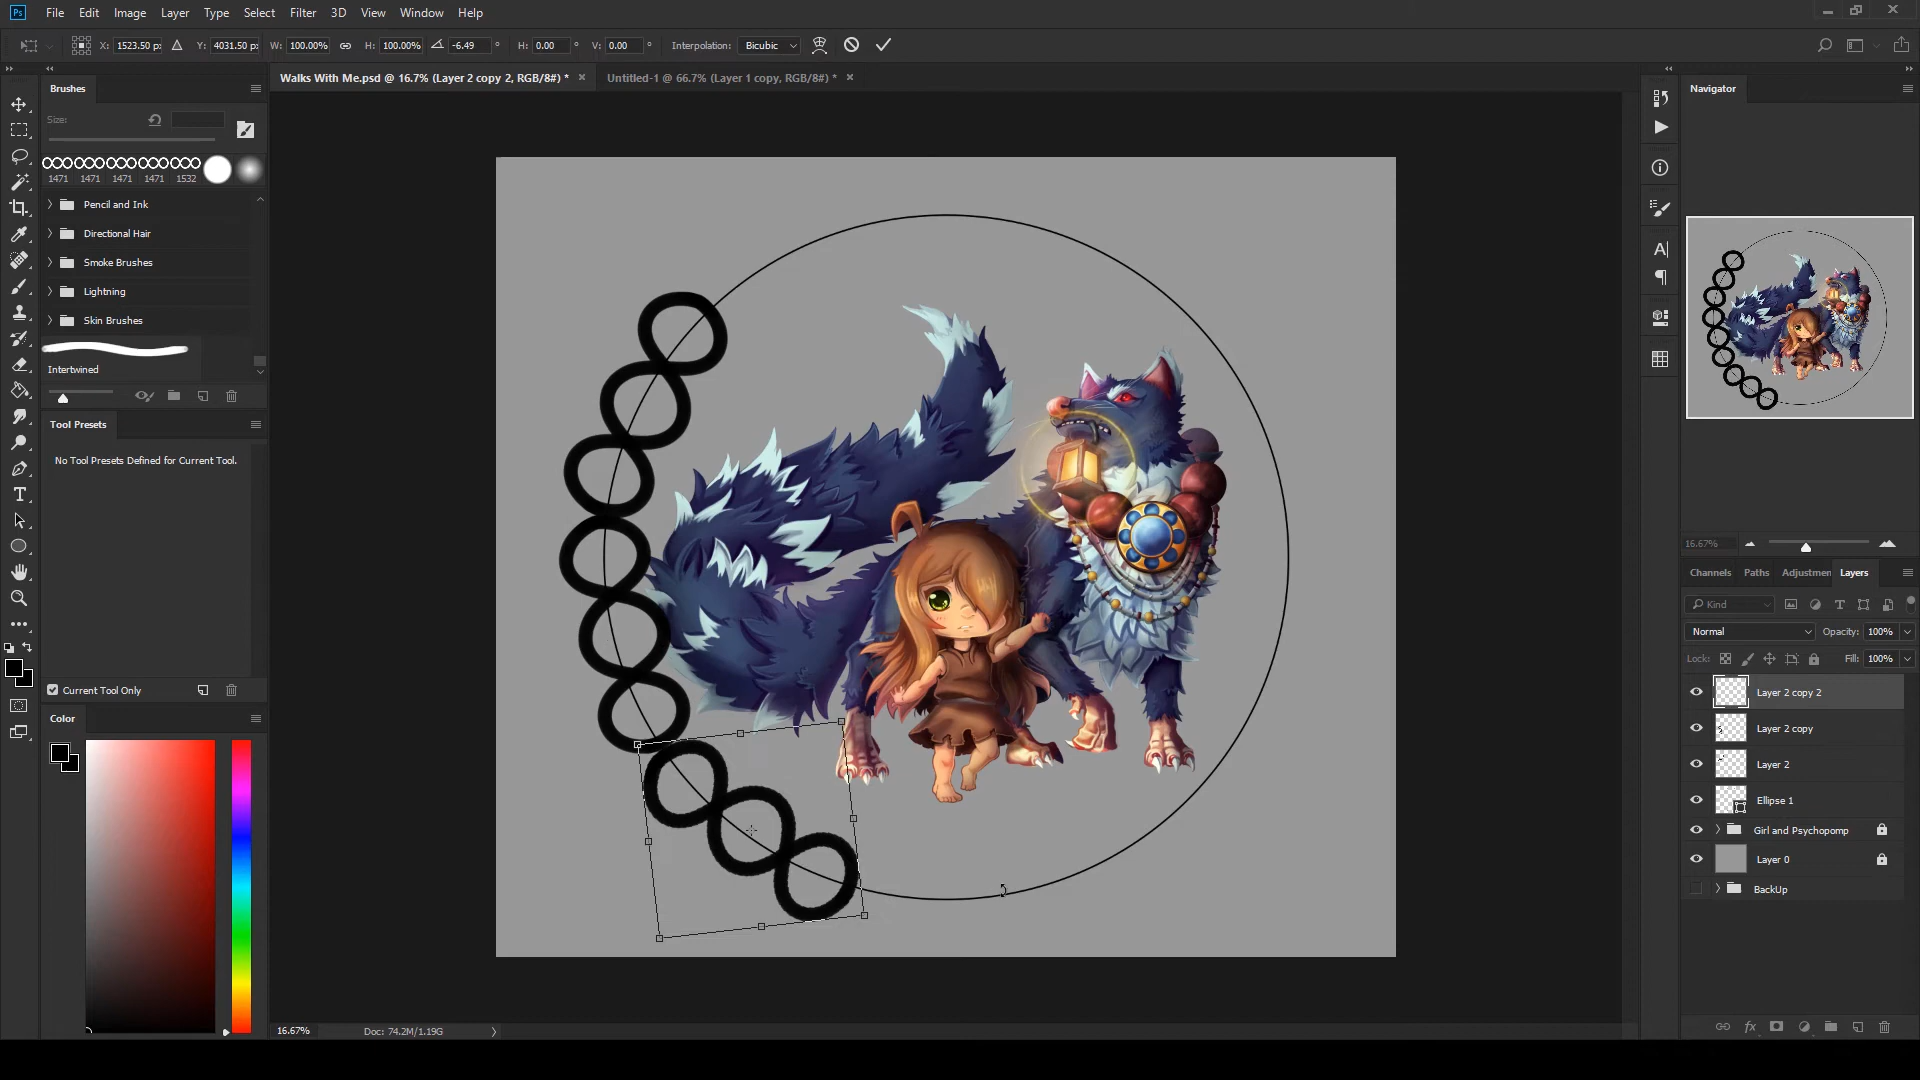 Ps File Edit Image Layer Type Select Filter 3D View Window Help
X: 1523.50 px Y: 4031.50 px W: 100.00% H: 100.00% -6.49 ° H: 0.00 ° V: 0.00 ° Interpolation: Bicubic
Walks With Me.psd @ 16.7% (Layer 2 copy 2, RGB/8#) * Untitled-1 @ 66.7% (Layer 1 copy, RGB/8#) *
Brushes
Size:
1471 1471 1471 1471 1532
Pencil and Ink
Directional Hair
Smoke Brushes
Lightning
Skin Brushes
Intertwined
Tool Presets
No Tool Presets Defined for Current Tool.
Current Tool Only
Color
16.67% Doc: 74.2M/1.19G
Navigator
16.67%
Channels Paths Adjustmen Layers
Kind
Normal Opacity: 100%
Lock: Fill: 100%
Layer 2 copy 2
Layer 2 copy
Layer 2
Ellipse 1
Girl and Psychopomp
Layer 0
BackUp